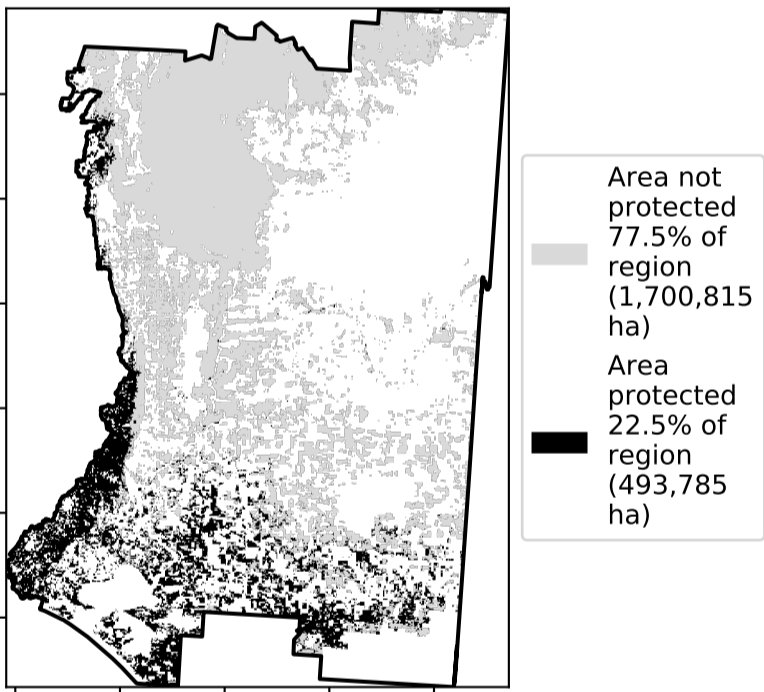 Area not
protected
77.5% of
region
(1,700,815
ha)
Area
protected
22.5% of
region
(493,785
ha)